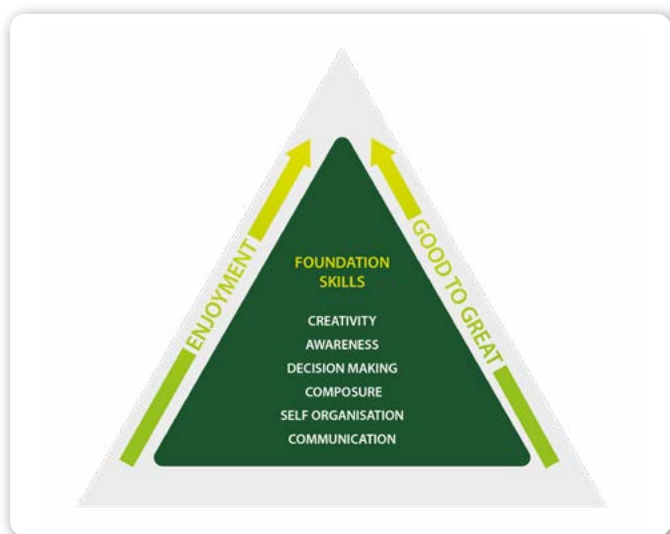 ENJOYMENT
GOOD TO GREAT
FOUNDATION
SKILLS
CREATIVITY
AWARENESS
DECISION MAKING
COMPOSURE
SELF ORGANISATION
COMMUNICATION